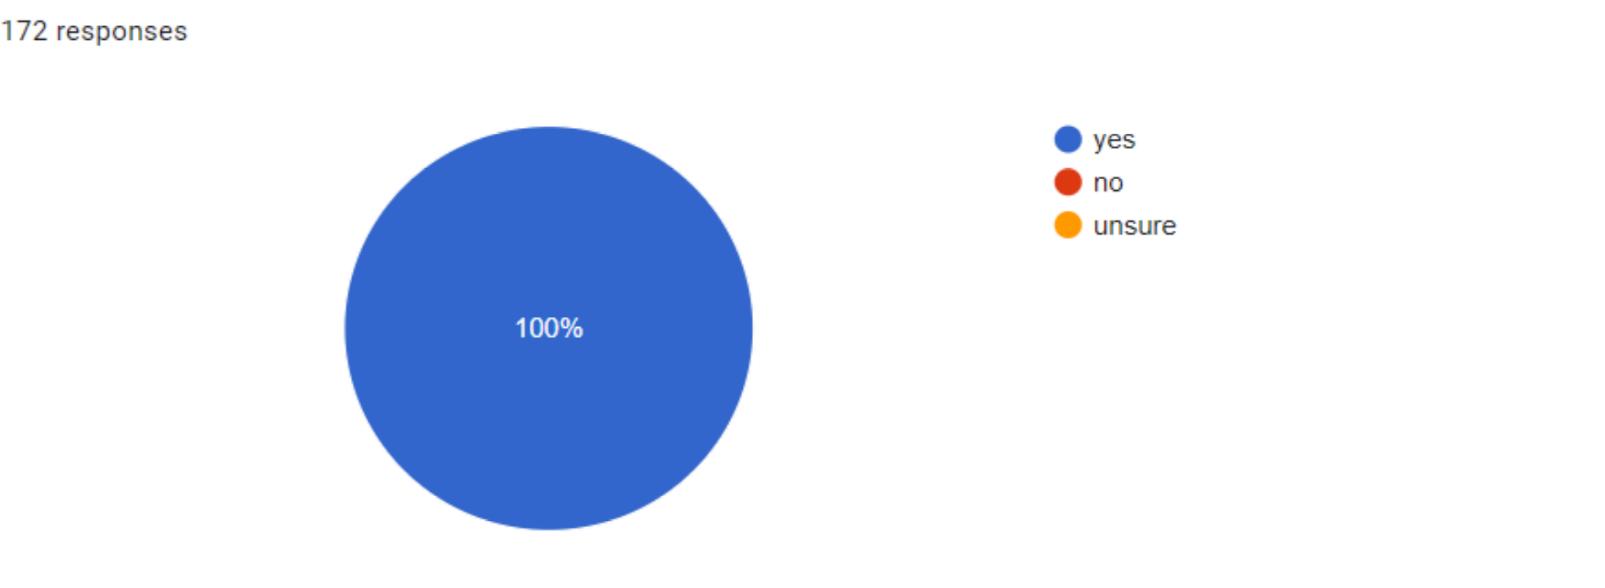 172 responses
yes
no
unsure
100%